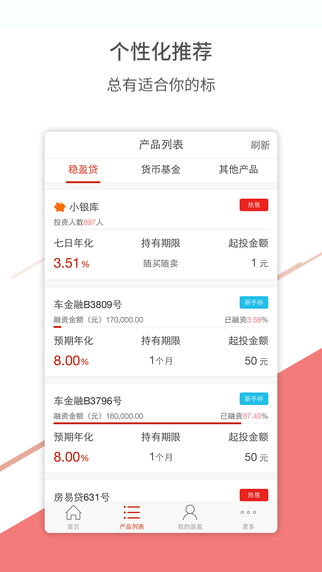 个性化推荐
总有适合你的标
产品列表 刷新
稳盈贷 货币基金 其他产品
小银库 热售
投资人数897人
七日年化 持有期限 起投金额
3.51% 随买随卖 1 元
车金融B3809号 新手标
融资金额（元）170,000.00 已融资3.58%
预期年化 持有期限 起投金额
8.00% 1个月 50 元
车金融B3796号 新手标
融资金额（元）160,000.00 已融资87.40%
预期年化 持有期限 起投金额
8.00% 1个月 50 元
房易贷631号 热售
首页 产品列表 我的盈盈 更多